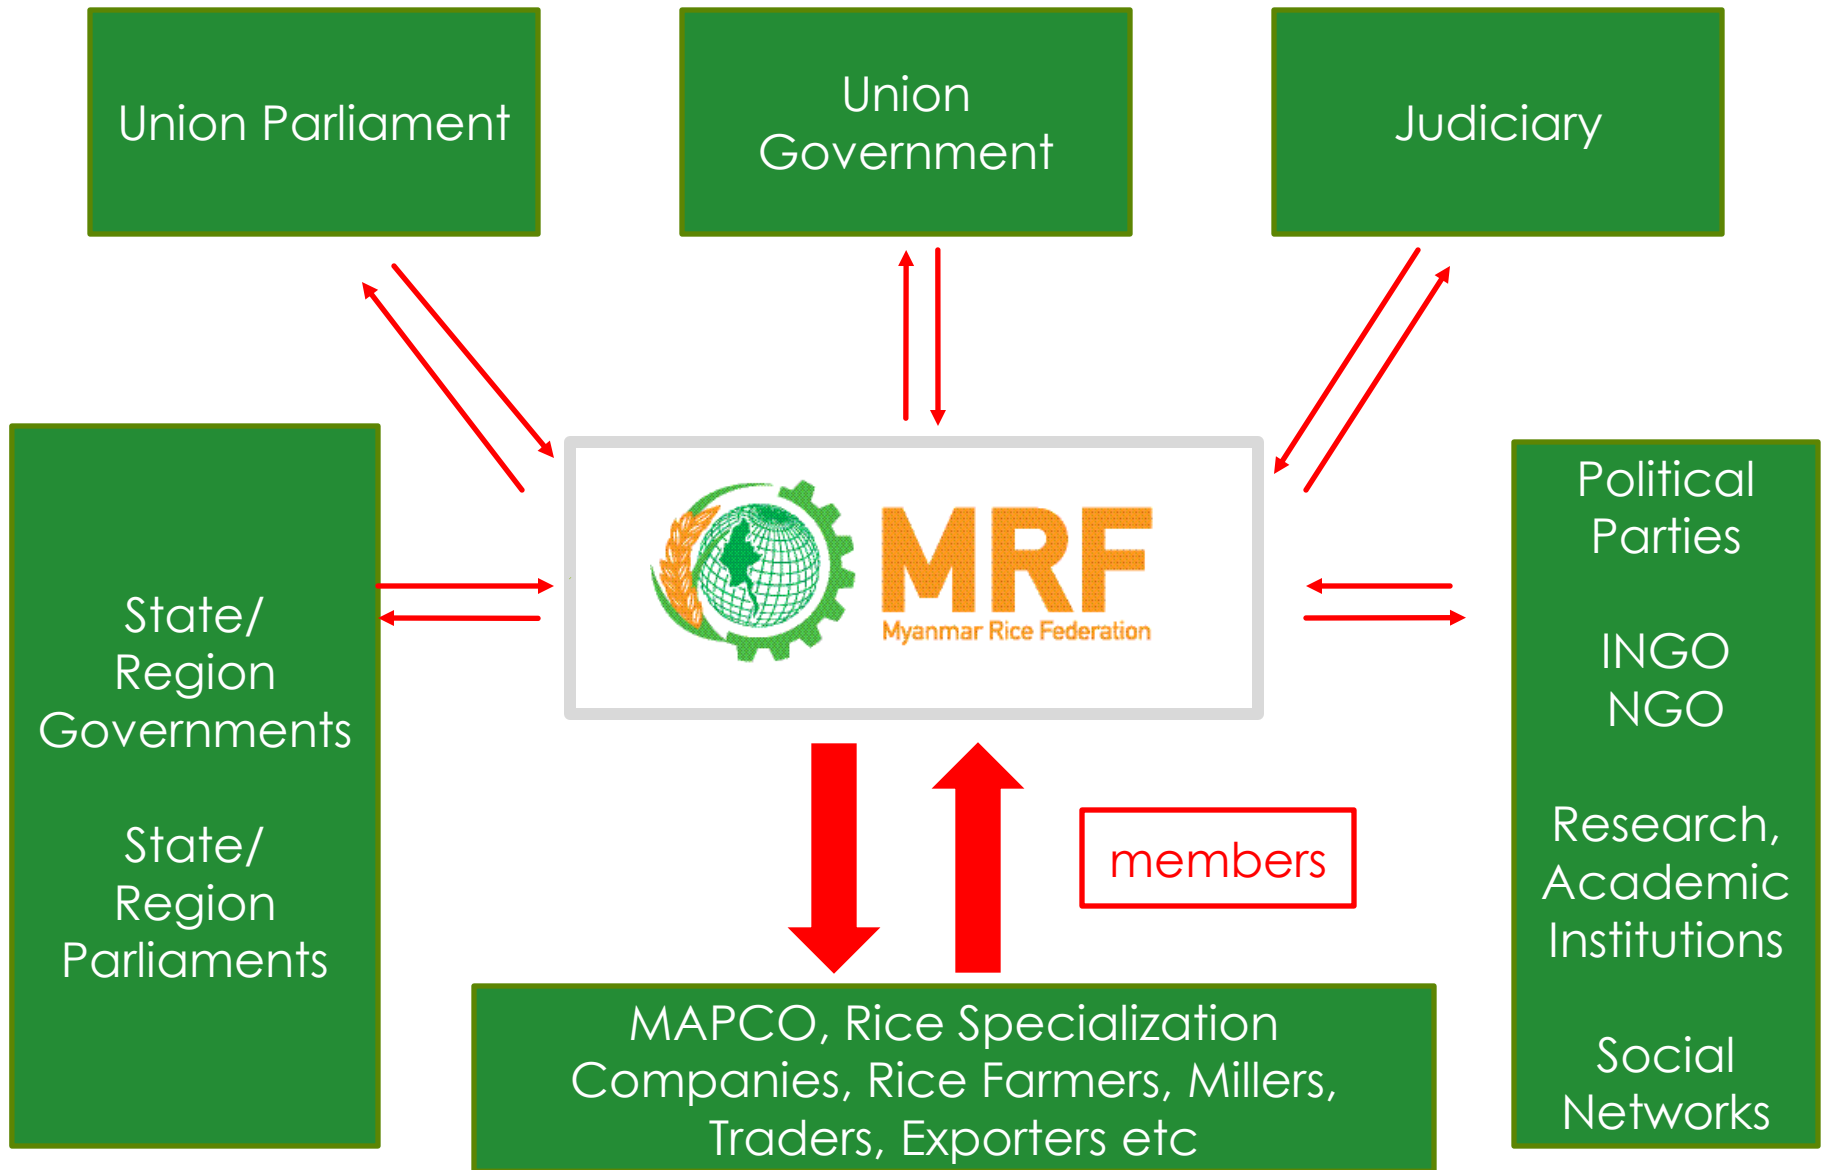 Union Parliament
Union
Government
Judiciary
State/
Region
Governments
State/
Region
Parliaments
MRF
Myanmar Rice Federation
Political
Parties
INGO
NGO
Research,
Academic
Institutions
Social
Networks
members
MAPCO, Rice Specialization
Companies, Rice Farmers, Millers,
Traders, Exporters etc